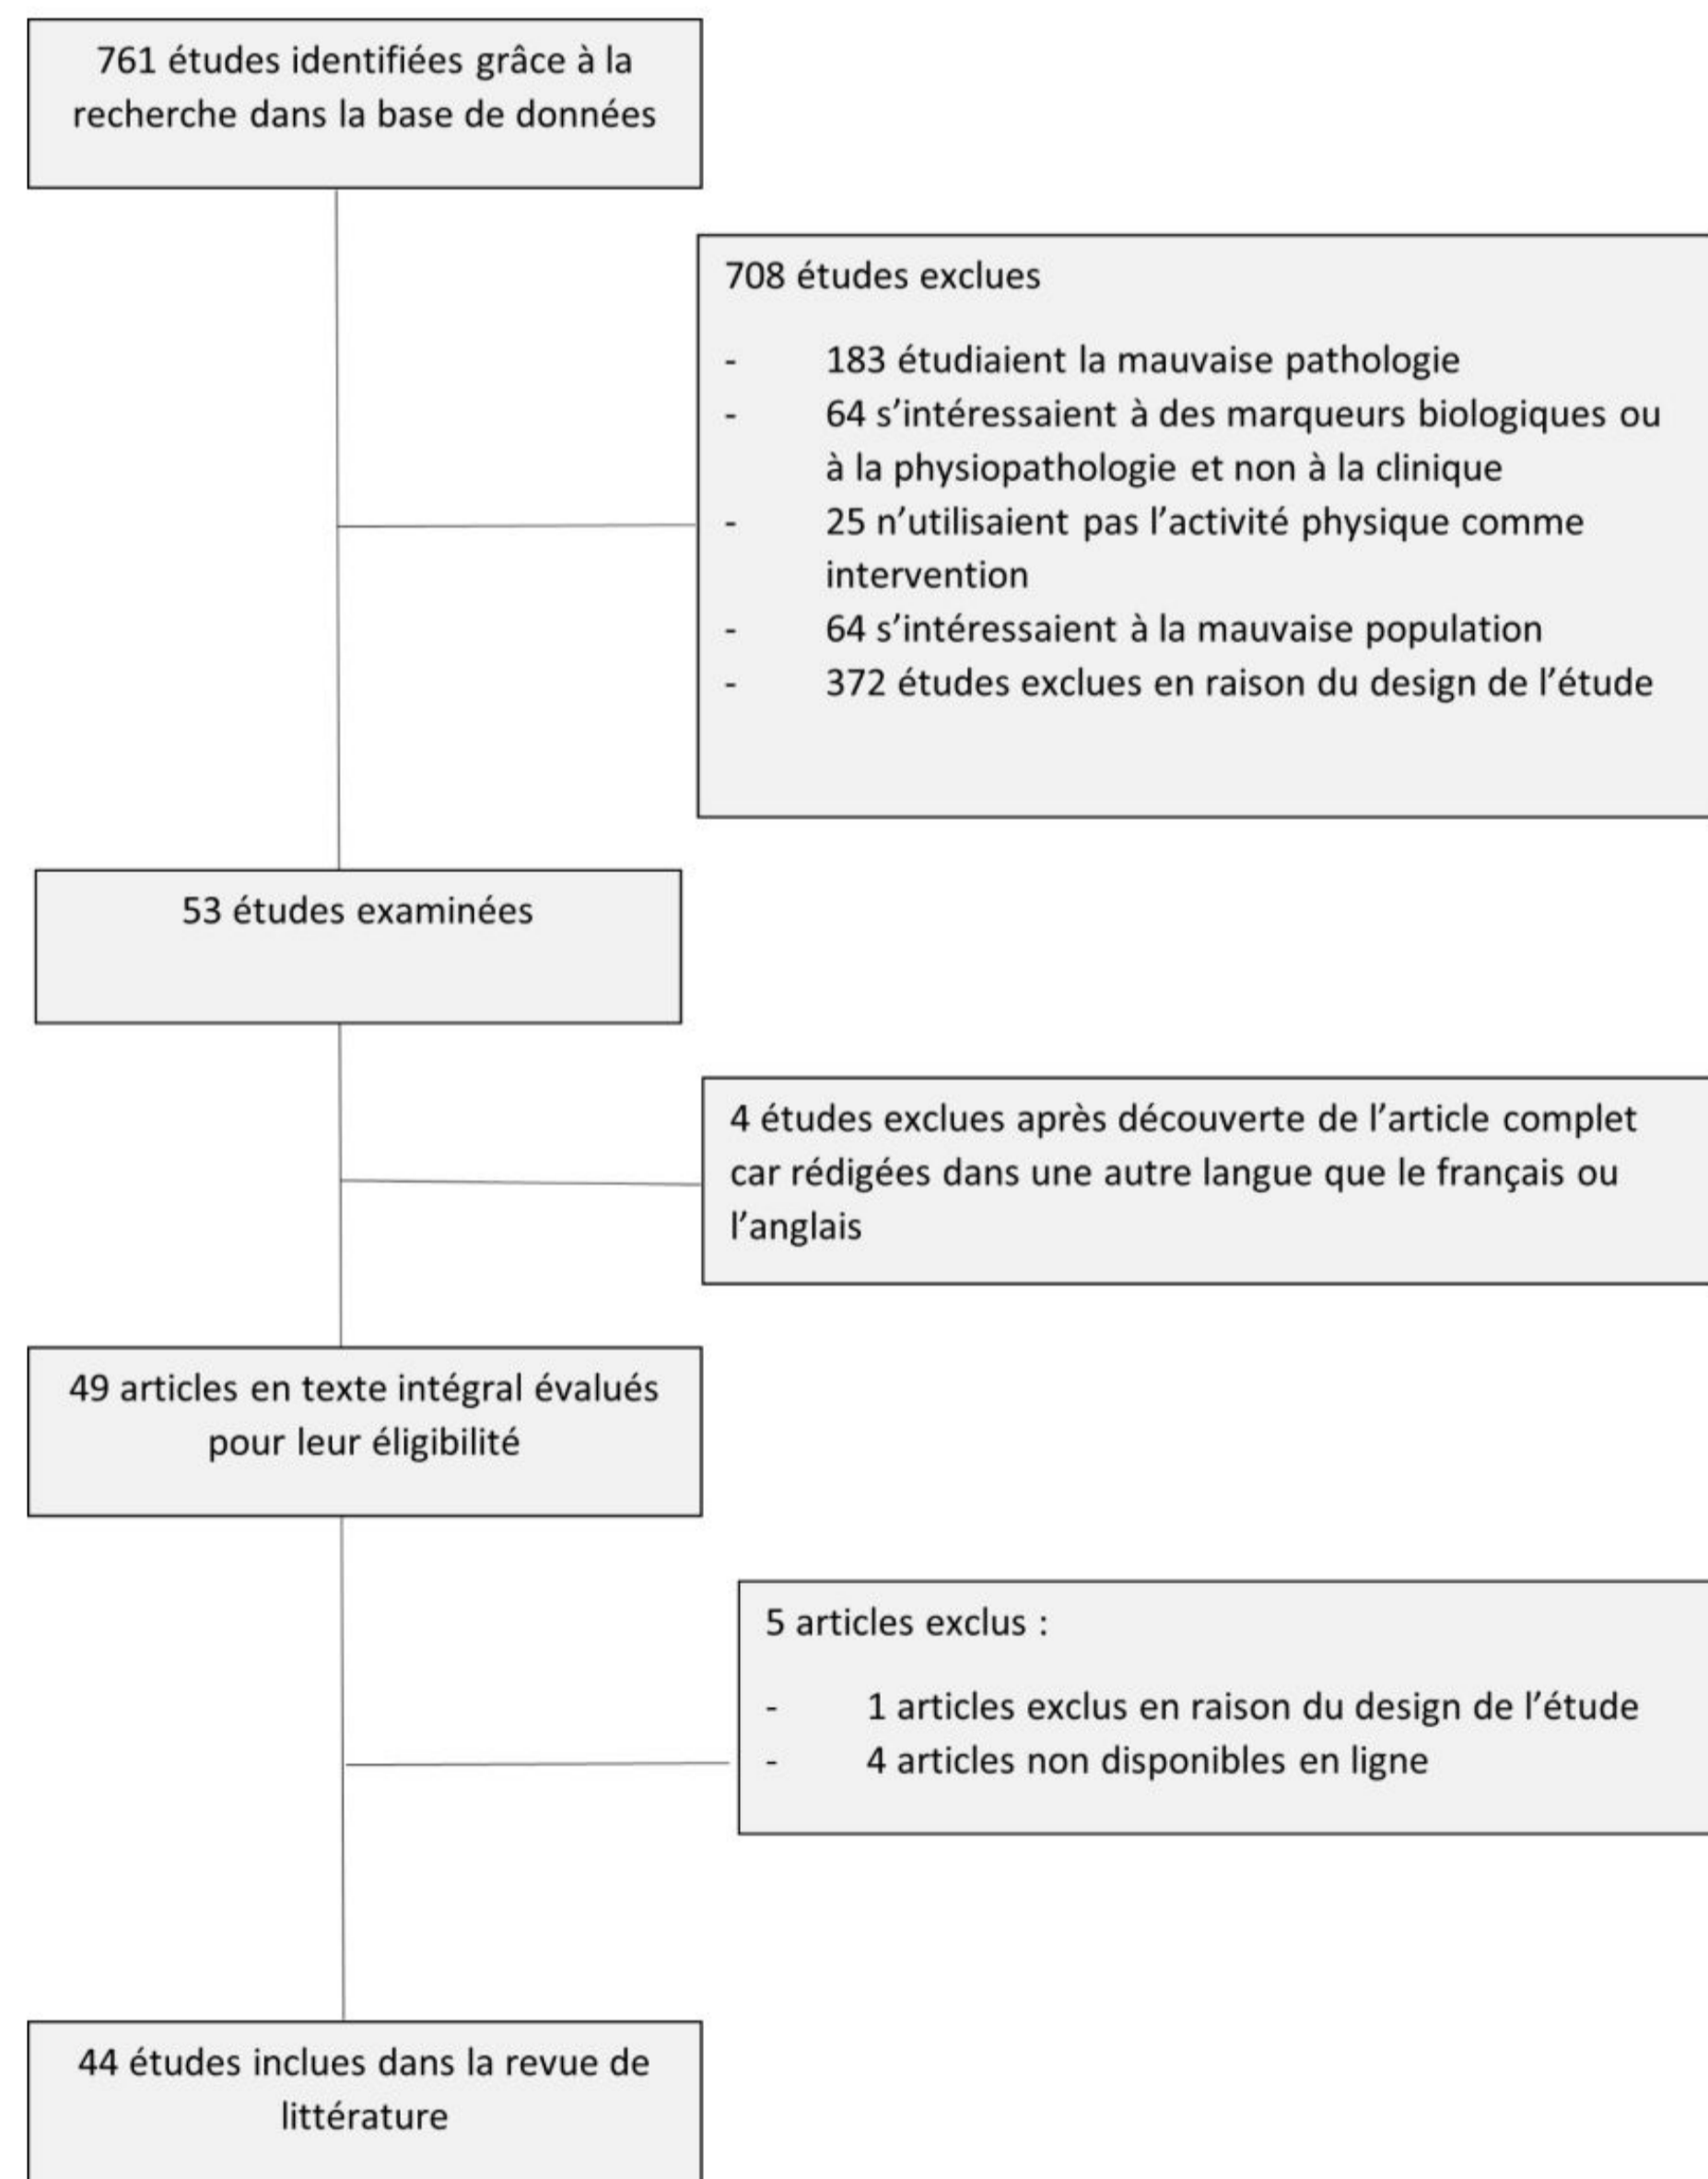 761 études identifiées grâce à la
recherche dans la base de données
708 études exclues
- 183 étudiaient la mauvaise pathologie
- 64 s’intéressaient à des marqueurs biologiques ou
à la physiopathologie et non à la clinique
- 25 n’utilisaient pas l’activité physique comme
intervention
- 64 s’intéressaient à la mauvaise population
- 372 études exclues en raison du design de l’étude
53 études examinées
4 études exclues après découverte de l’article complet
car rédigées dans une autre langue que le français ou
l’anglais
49 articles en texte intégral évalués
pour leur éligibilité
5 articles exclus :
- 1 articles exclus en raison du design de l’étude
- 4 articles non disponibles en ligne
44 études inclues dans la revue de
littérature